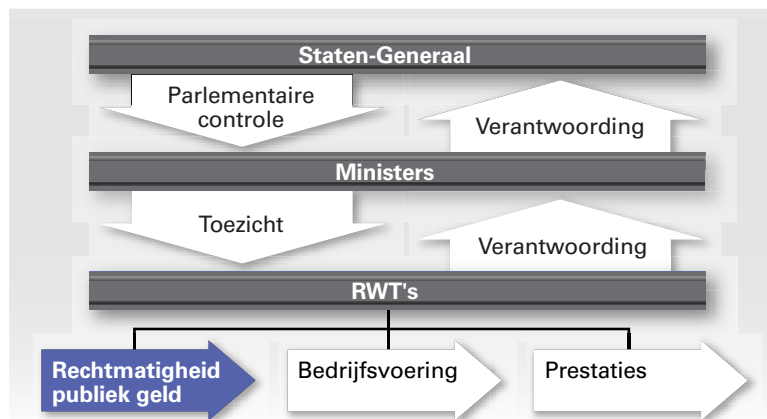 Staten-Generaal
Parlementaire
controle
Verantwoording
Ministers
Toezicht
Verantwoording
RWT's
Rechtmatigheid
publiek geld
Bedrijfsvoering
Prestaties